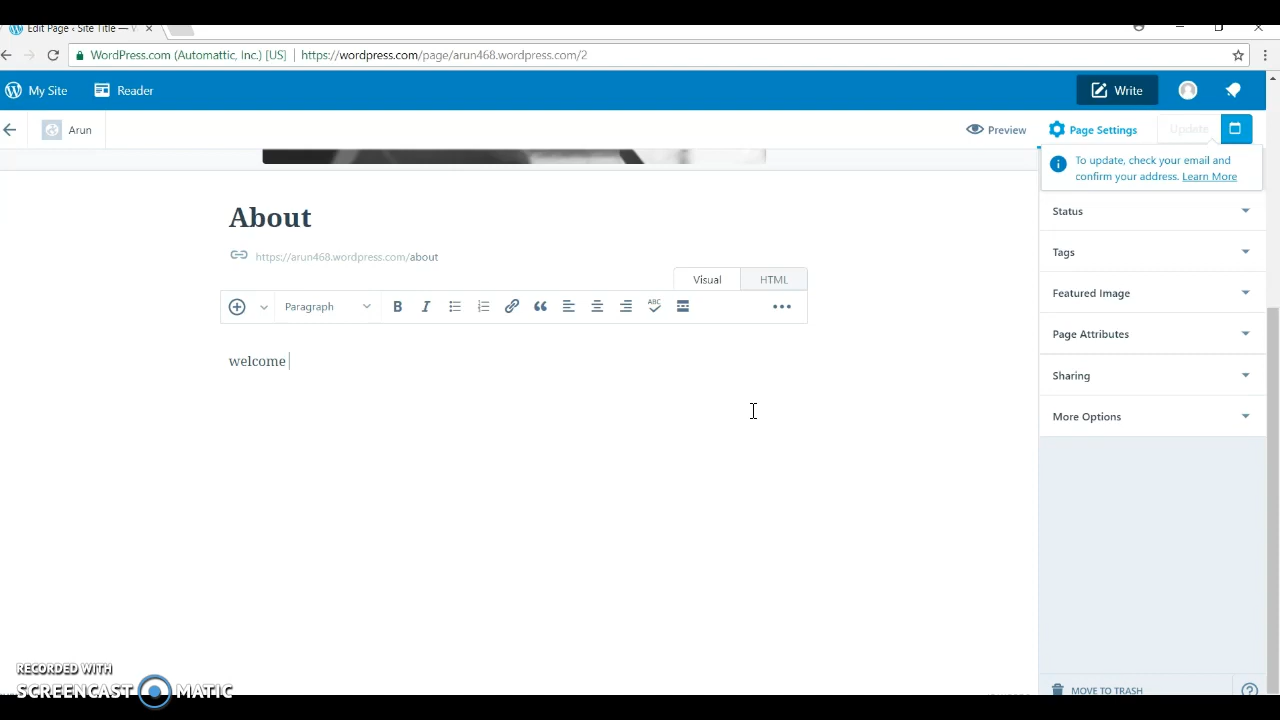 Edit Page ‹ Site Title —
WordPress.com (Automattic, Inc.) [US] https://wordpress.com/page/arun468.wordpress.com/2
My Site Reader Write
Arun Preview Page Settings Update
To update, check your email and
confirm your address. Learn More
Status
About
Tags
https://arun468.wordpress.com/about
Visual HTML
Featured Image
Paragraph B I ABC
Page Attributes
welcome
Sharing
More Options
RECORDED WITH
SCREENCAST MATIC
MOVE TO TRASH